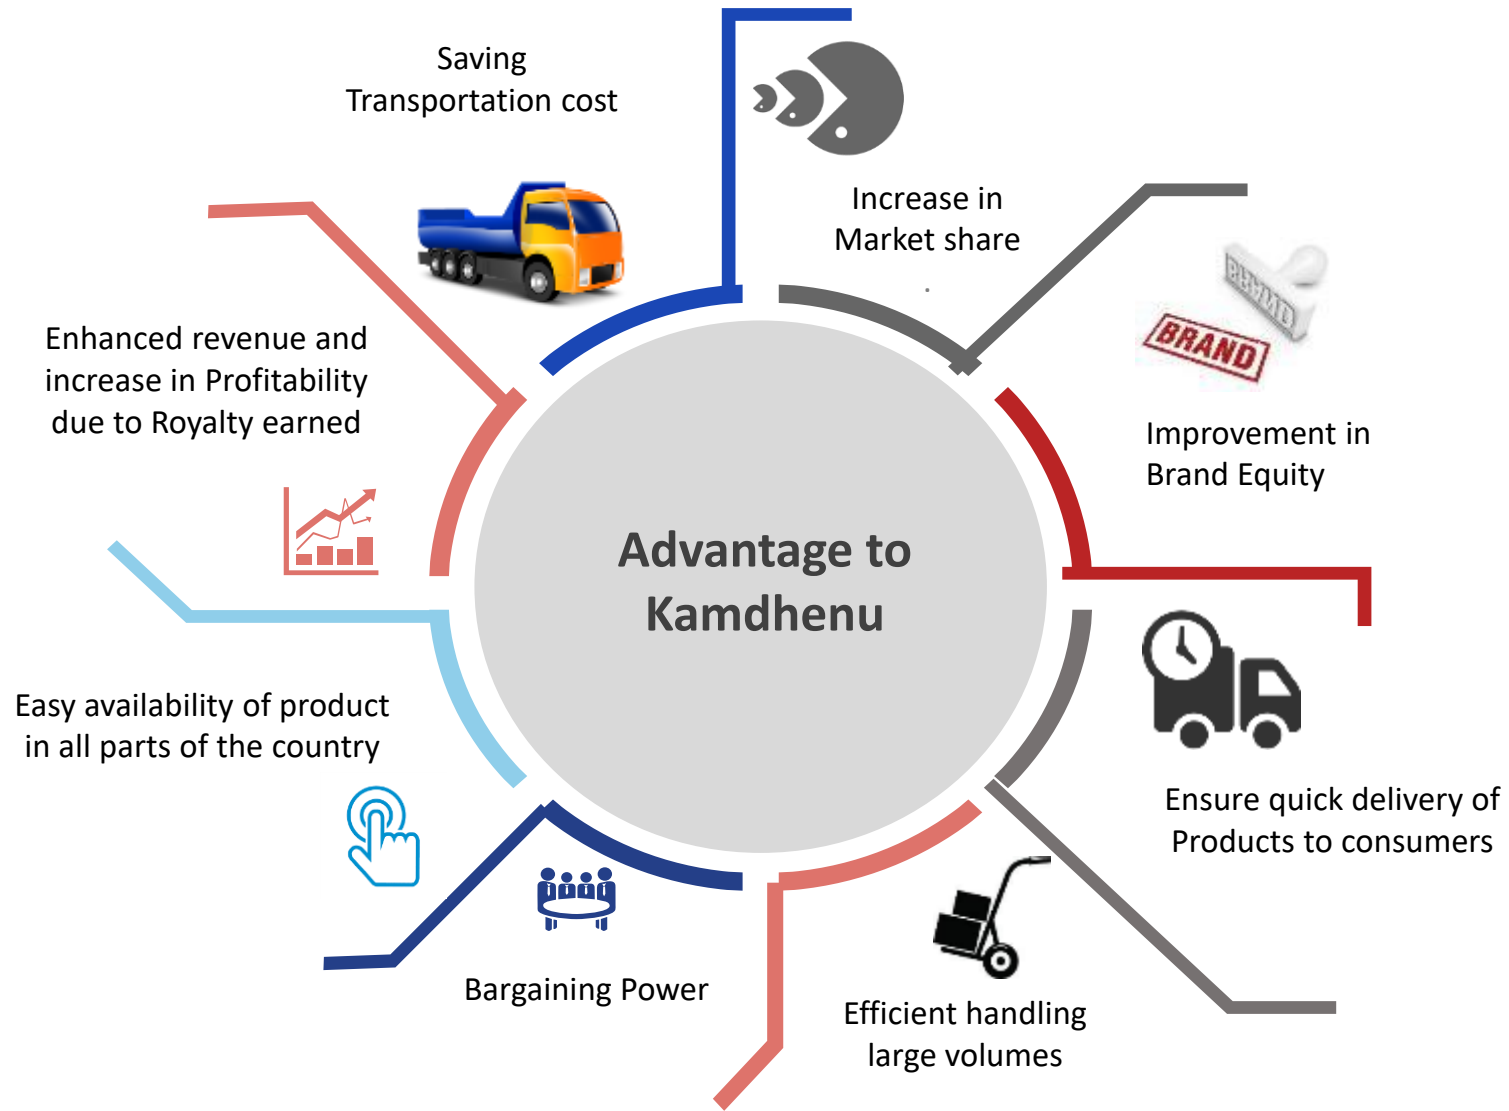 Saving
Transportation cost
Increase in
Market share
BRAND
BRAND
Improvement in
Brand Equity
Enhanced revenue and
increase in Profitability
due to Royalty earned
Advantage to
Kamdhenu
Easy availability of product
in all parts of the country
Ensure quick delivery of
Products to consumers
Bargaining Power
Efficient handling
large volumes